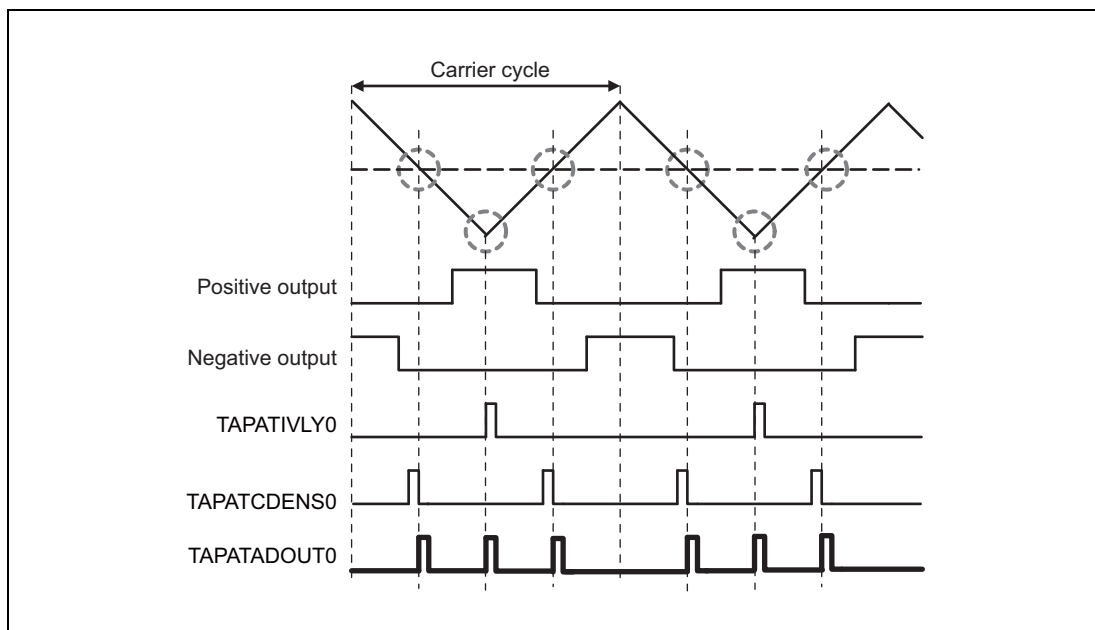 Carrier cycle
Positive output
Negative output
TAPATIVLY0
TAPATCDENS0
TAPATADOUT0